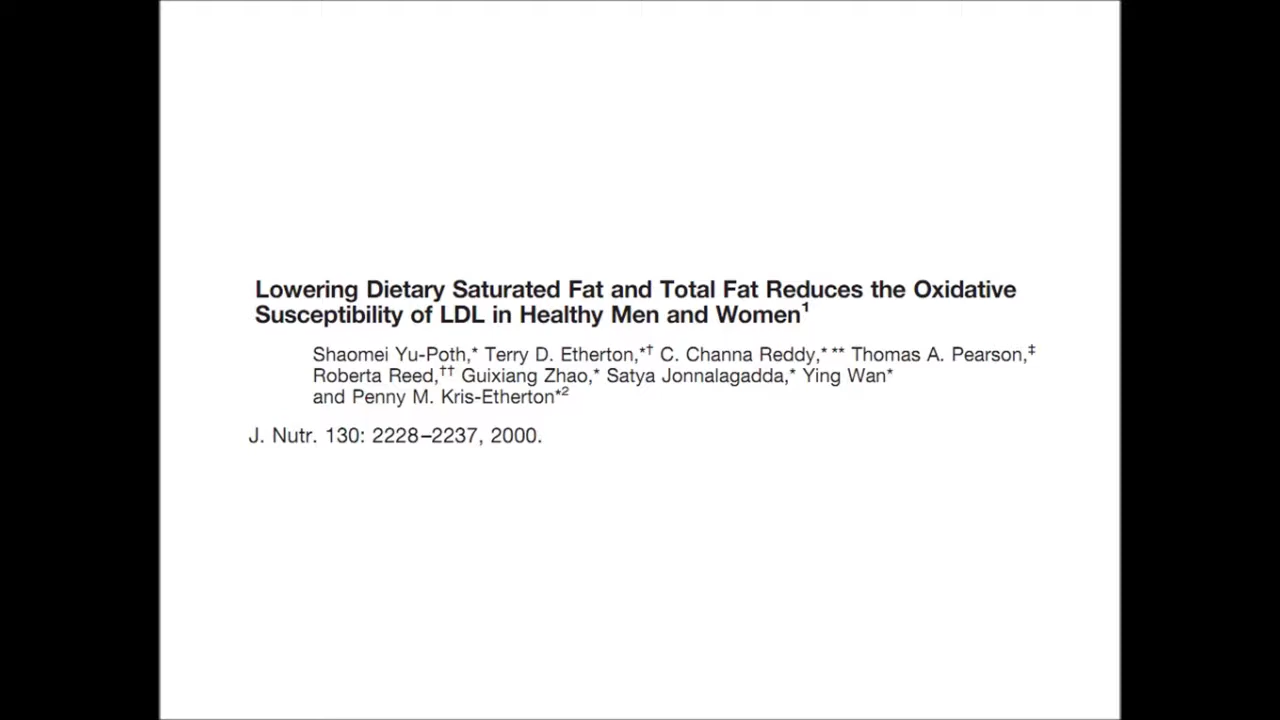 Lowering Dietary Saturated Fat and Total Fat Reduces the Oxidative
Susceptibility of LDL in Healthy Men and Women¹
Shaomei Yu-Poth,* Terry D. Etherton,*† C. Channa Reddy,* ** Thomas A. Pearson,‡
Roberta Reed,†† Guixiang Zhao,* Satya Jonnalagadda,* Ying Wan*
and Penny M. Kris-Etherton*²
J. Nutr. 130: 2228–2237, 2000.